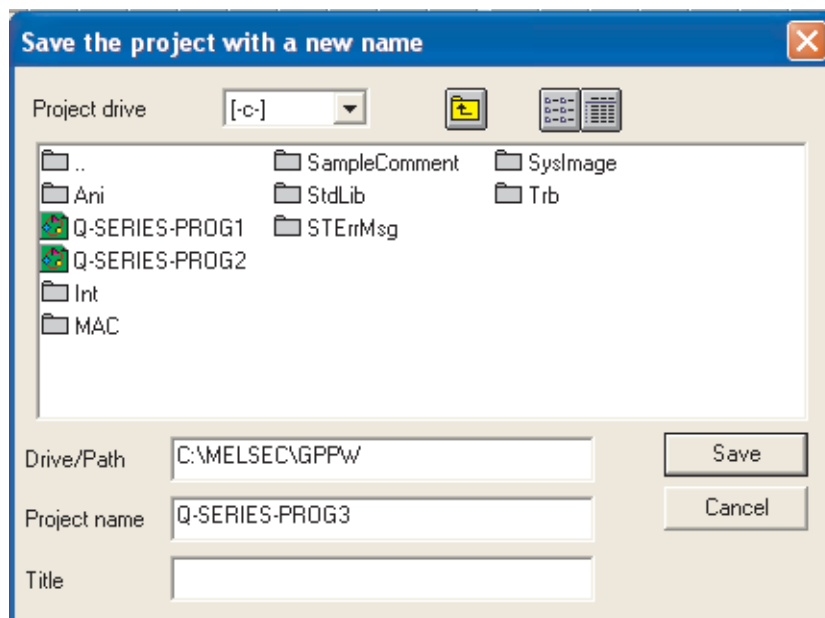 Save the project with a new name
Project drive [-c-]
.. SampleComment SysImage
Ani StdLib Trb
Q-SERIES-PROG1 STErrMsg
Q-SERIES-PROG2
Int
MAC
Drive/Path C:\MELSEC\GPPW Save
Project name Q-SERIES-PROG3 Cancel
Title